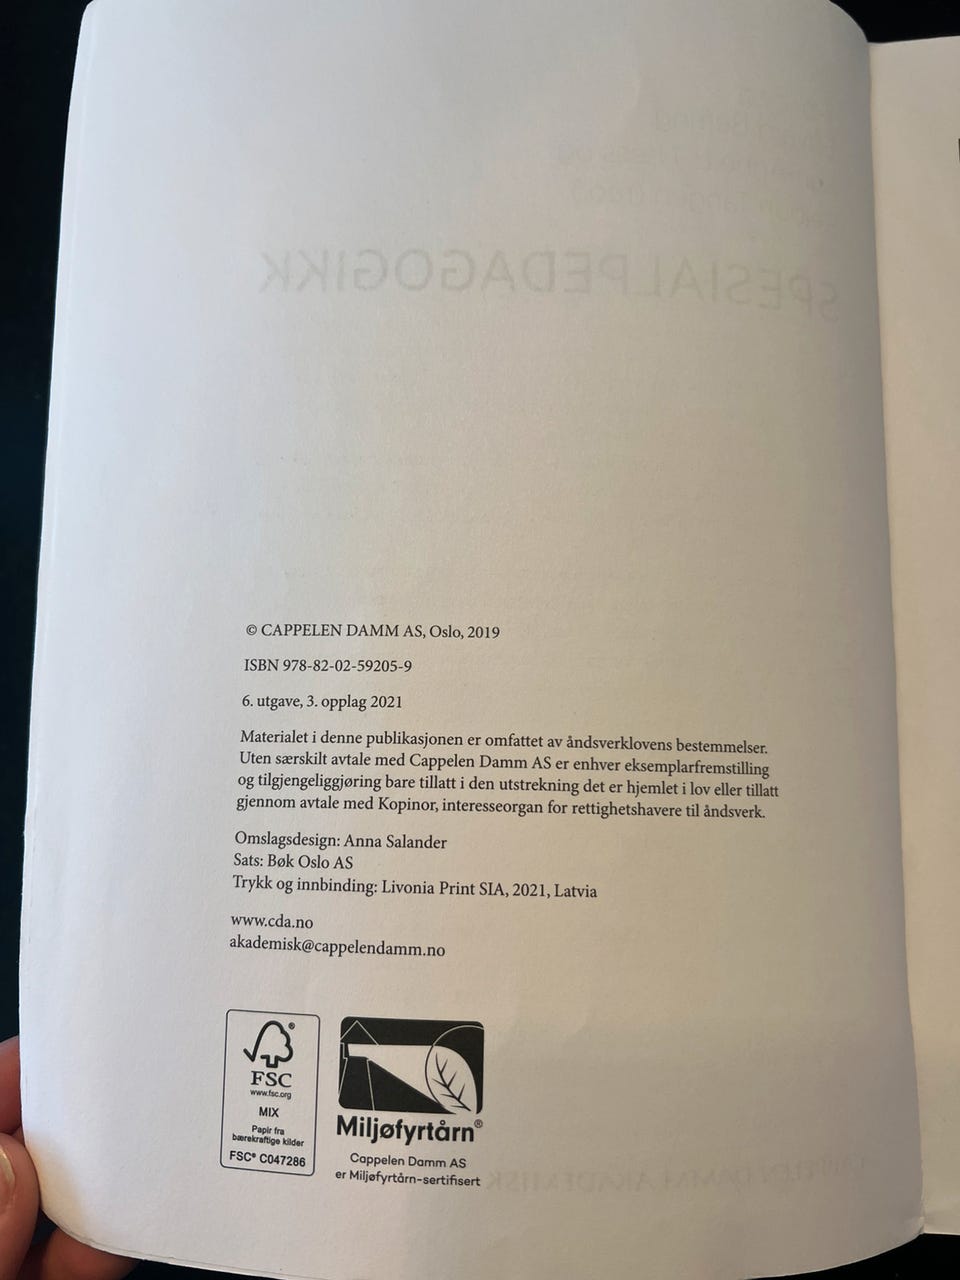 SPESIALPEDAGOGIKK
© CAPPELEN DAMM AS, Oslo, 2019
ISBN 978-82-02-59205-9
6. utgave, 3. opplag 2021
Materialet i denne publikasjonen er omfattet av åndsverklovens bestemmelser.
Uten særskilt avtale med Cappelen Damm AS er enhver eksemplarfremstilling
og tilgjengeliggjøring bare tillatt i den utstrekning det er hjemlet i lov eller tillatt
gjennom avtale med Kopinor, interesseorgan for rettighetshavere til åndsverk.
Omslagsdesign: Anna Salander
Sats: Bøk Oslo AS
Trykk og innbinding: Livonia Print SIA, 2021, Latvia
www.cda.no
akademisk@cappelendamm.no
FSC
www.fsc.org
MIX
Papir fra
bærekraftige kilder
FSC® C047286
Miljøfyrtårn®
Cappelen Damm AS
er Miljøfyrtårn-sertifisert